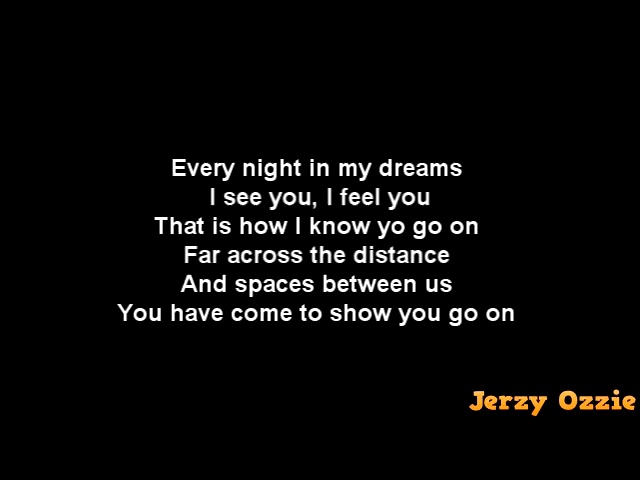 Every night in my dreams
I see you, I feel you
That is how I know yo go on
Far across the distance
And spaces between us
You have come to show you go on
Jerzy Ozzie